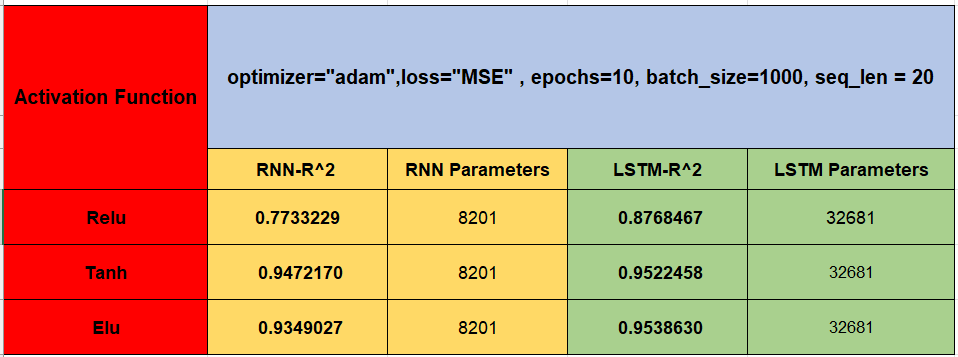 Activation Function
optimizer="adam",loss="MSE" , epochs=10, batch_size=1000, seq_len = 20
RNN-R^2 RNN Parameters LSTM-R^2 LSTM Parameters
Relu 0.7733229 8201 0.8768467 32681
Tanh 0.9472170 8201 0.9522458 32681
Elu 0.9349027 8201 0.9538630 32681